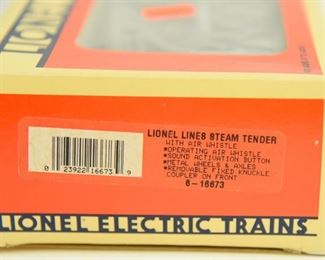 LIONEL
LIONEL LINES STEAM TENDER
WITH AIR WHISTLE
•OPERATING AIR WHISTLE
•SOUND ACTIVATION BUTTON
•METAL WHEELS & AXLES
•REMOVABLE FIXED KNUCKLE
COUPLER ON FRONT
6-16673
0 23922 16673 9
LIONEL ELECTRIC TRAINS